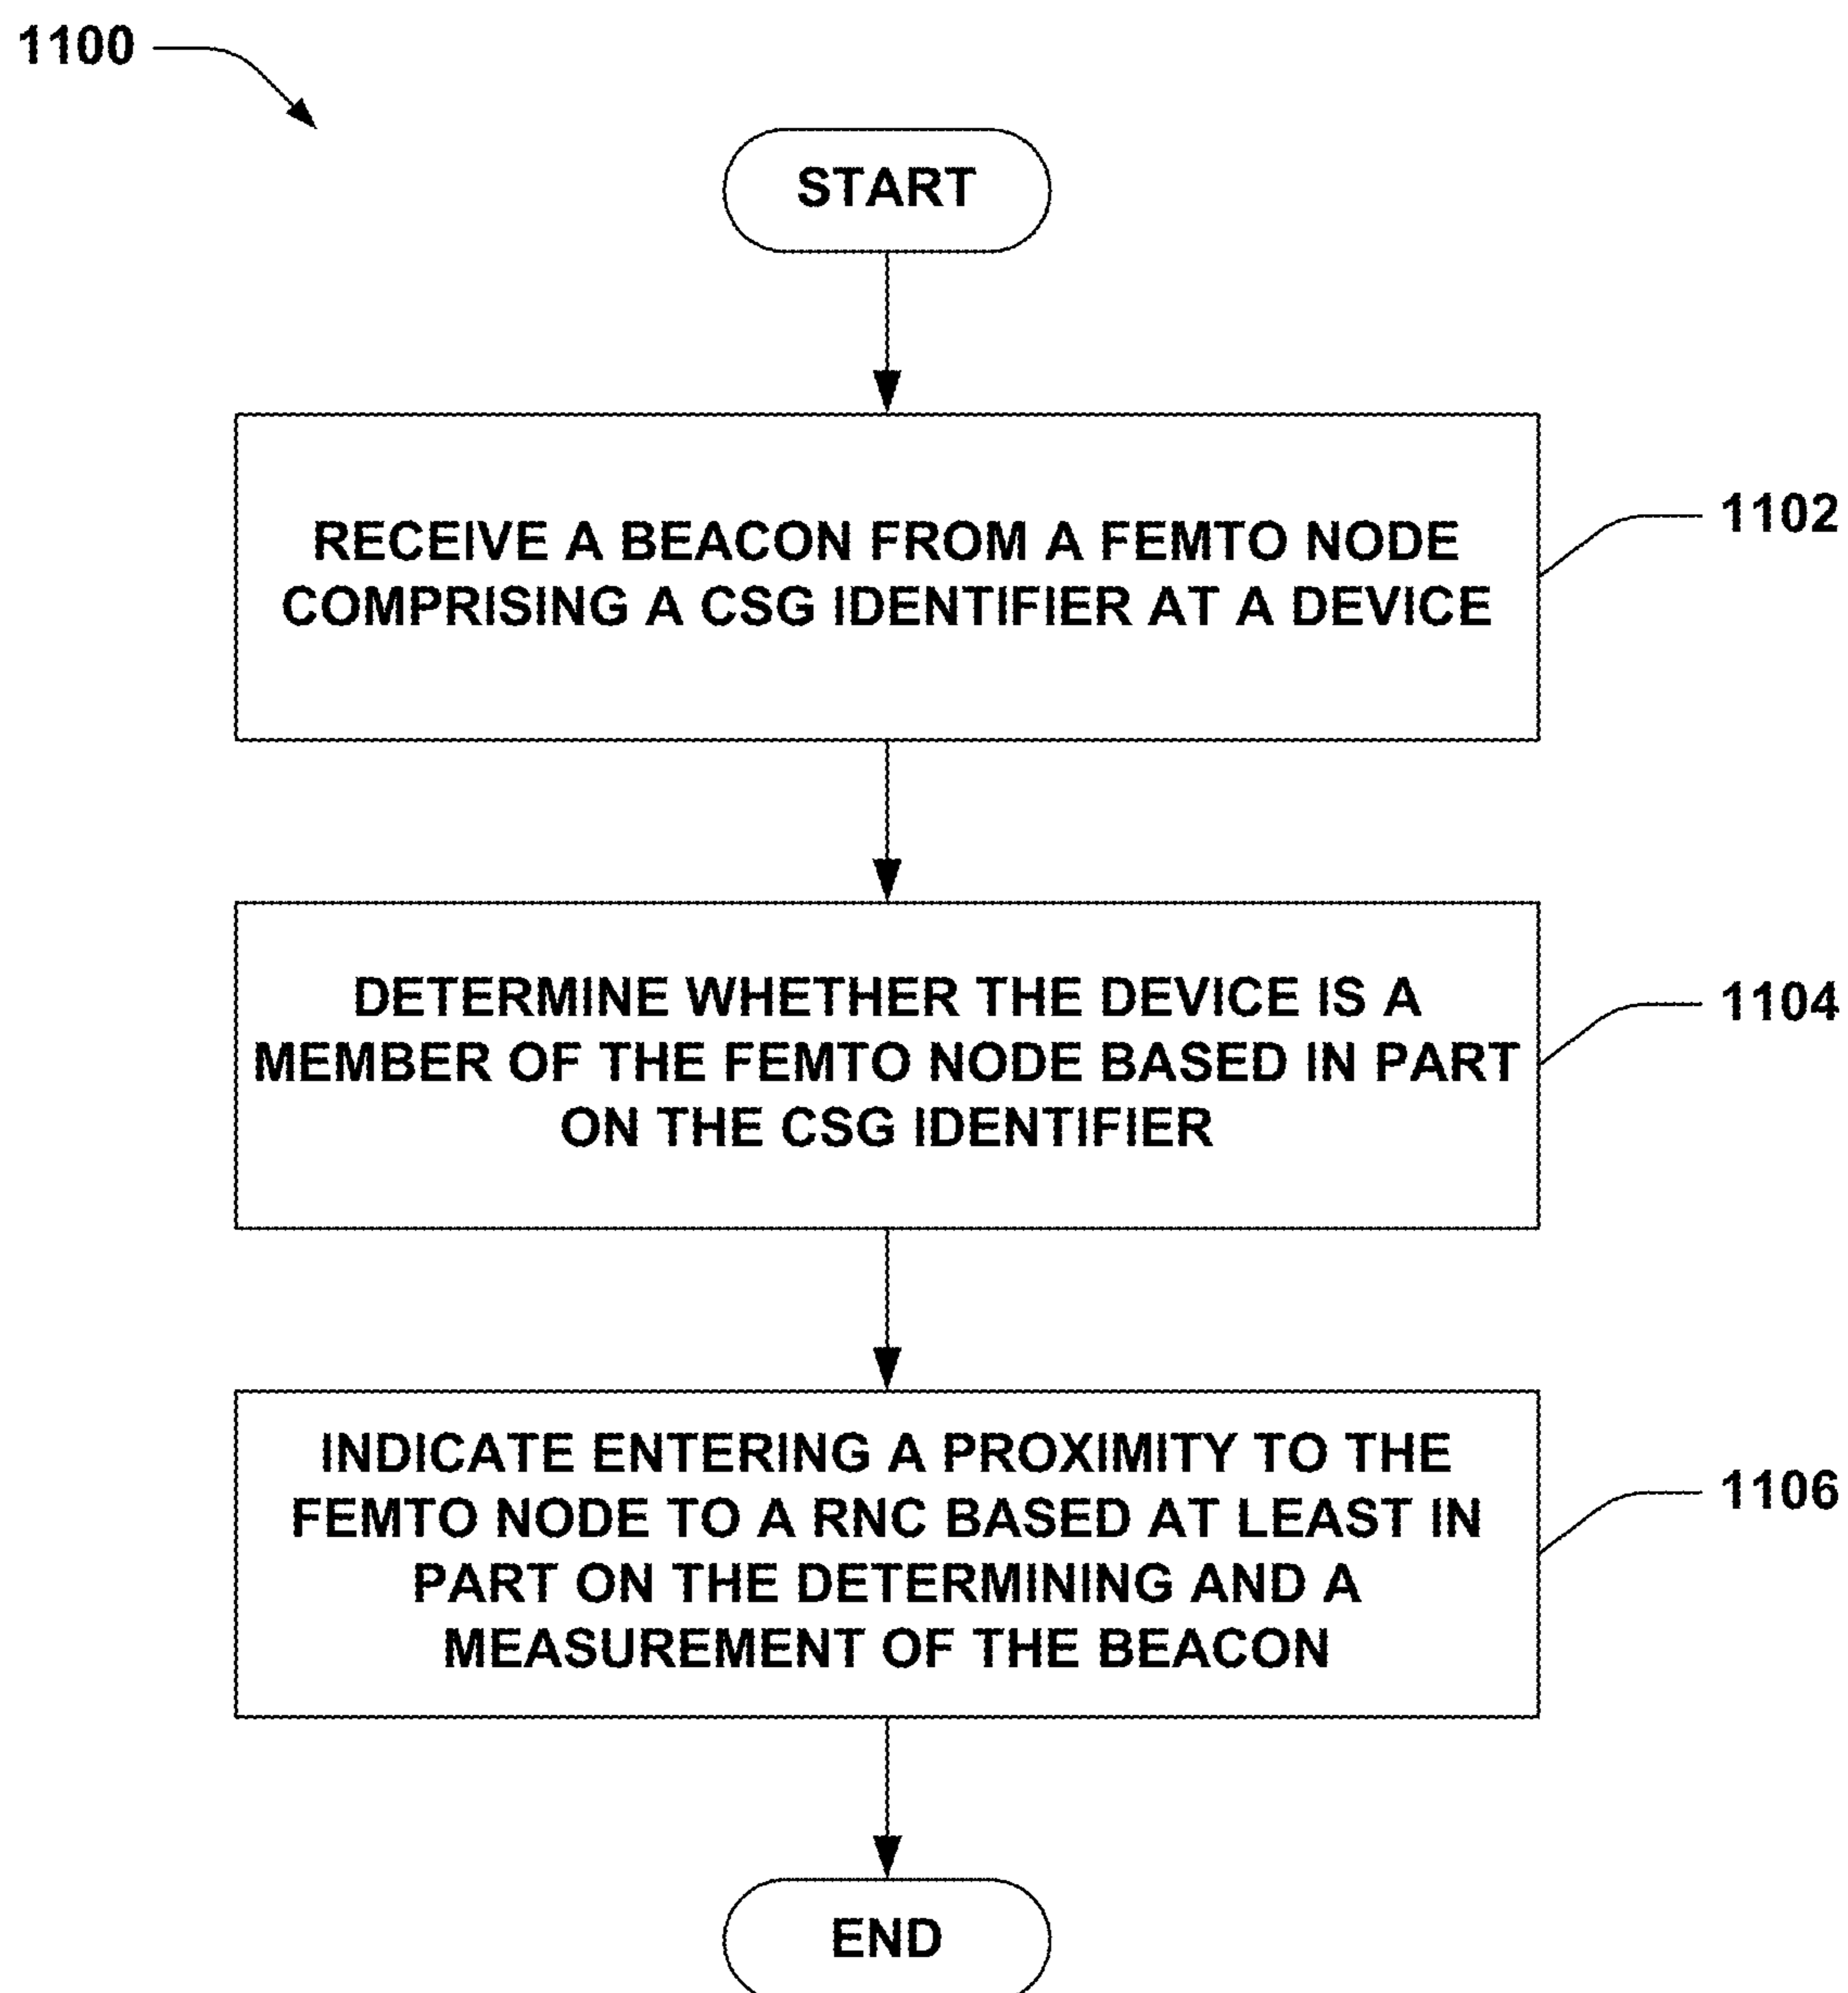 1100
START
RECEIVE A BEACON FROM A FEMTO NODE
COMPRISING A CSG IDENTIFIER AT A DEVICE
1102
DETERMINE WHETHER THE DEVICE IS A
MEMBER OF THE FEMTO NODE BASED IN PART
ON THE CSG IDENTIFIER
1104
INDICATE ENTERING A PROXIMITY TO THE
FEMTO NODE TO A RNC BASED AT LEAST IN
PART ON THE DETERMINING AND A
MEASUREMENT OF THE BEACON
1106
END